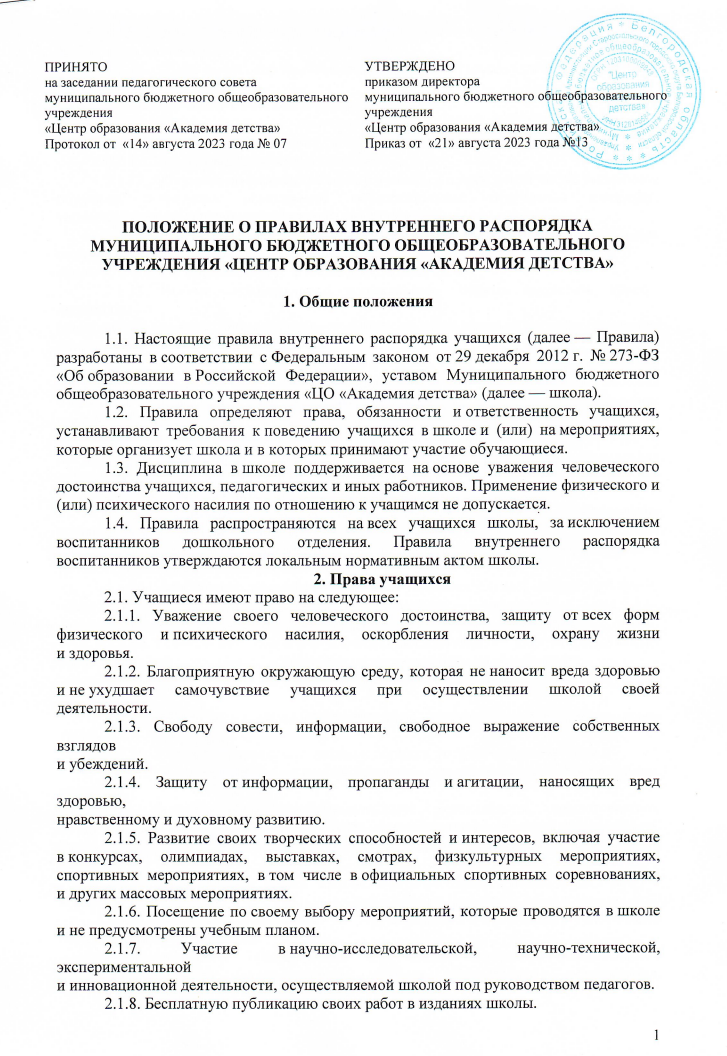 ПРИНЯТО
на заседании педагогического совета
муниципального бюджетного общеобразовательного
учреждения
«Центр образования «Академия детства»
Протокол от «14» августа 2023 года № 07
УТВЕРЖДЕНО
приказом директора
муниципального бюджетного общеобразовательного
учреждения
«Центр образования «Академия детства»
Приказ от «21» августа 2023 года №13
"Центр
образования
детства»
ПОЛОЖЕНИЕ О ПРАВИЛАХ ВНУТРЕННЕГО РАСПОРЯДКА
МУНИЦИПАЛЬНОГО БЮДЖЕТНОГО ОБЩЕОБРАЗОВАТЕЛЬНОГО
УЧРЕЖДЕНИЯ «ЦЕНТР ОБРАЗОВАНИЯ «АКАДЕМИЯ ДЕТСТВА»
1. Общие положения
1.1. Настоящие правила внутреннего распорядка учащихся (далее — Правила)
разработаны в соответствии с Федеральным законом от 29 декабря 2012 г. № 273-ФЗ
«Об образовании в Российской Федерации», уставом Муниципального бюджетного
общеобразовательного учреждения «ЦО «Академия детства» (далее — школа).
1.2. Правила определяют права, обязанности и ответственность учащихся,
устанавливают требования к поведению учащихся в школе и (или) на мероприятиях,
которые организует школа и в которых принимают участие обучающиеся.
1.3. Дисциплина в школе поддерживается на основе уважения человеческого
достоинства учащихся, педагогических и иных работников. Применение физического и
(или) психического насилия по отношению к учащимся не допускается.
1.4. Правила распространяются на всех учащихся школы, за исключением
воспитанников дошкольного отделения. Правила внутреннего распорядка
воспитанников утверждаются локальным нормативным актом школы.
2. Права учащихся
2.1. Учащиеся имеют право на следующее:
2.1.1. Уважение своего человеческого достоинства, защиту от всех форм
физического и психического насилия, оскорбления личности, охрану жизни
и здоровья.
2.1.2. Благоприятную окружающую среду, которая не наносит вреда здоровью
и не ухудшает самочувствие учащихся при осуществлении школой своей
деятельности.
2.1.3. Свободу совести, информации, свободное выражение собственных
взглядов
и убеждений.
2.1.4. Защиту от информации, пропаганды и агитации, наносящих вред
здоровью,
нравственному и духовному развитию.
2.1.5. Развитие своих творческих способностей и интересов, включая участие
в конкурсах, олимпиадах, выставках, смотрах, физкультурных мероприятиях,
спортивных мероприятиях, в том числе в официальных спортивных соревнованиях,
и других массовых мероприятиях.
2.1.6. Посещение по своему выбору мероприятий, которые проводятся в школе
и не предусмотрены учебным планом.
2.1.7. Участие в научно-исследовательской, научно-технической,
экспериментальной
и инновационной деятельности, осуществляемой школой под руководством педагогов.
2.1.8. Бесплатную публикацию своих работ в изданиях школы.
1